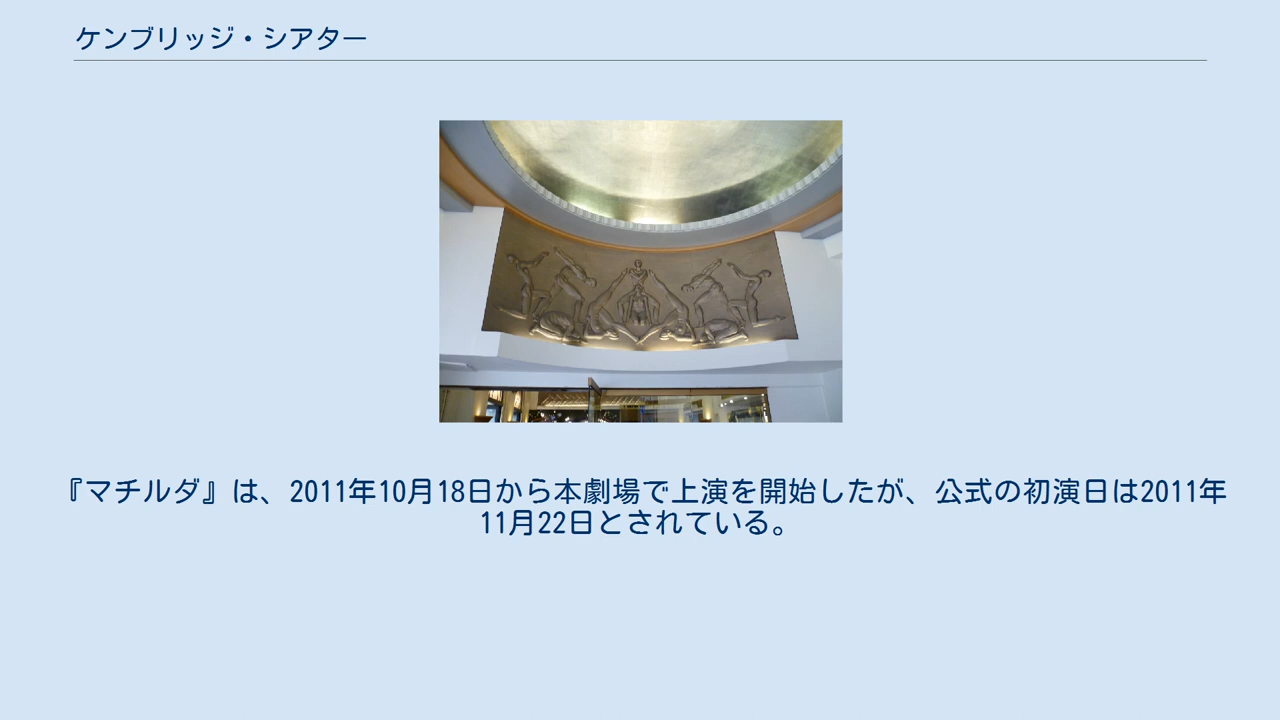 ケンブリッジ・シアター
『マチルダ』は、2011年10月18日から本劇場で上演を開始したが、公式の初演日は2011年
11月22日とされている。